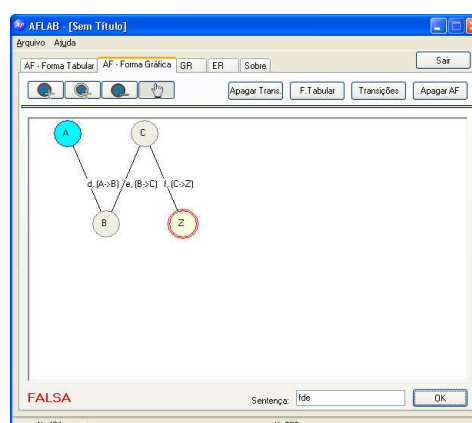 AFLAB - [Sem Título]
Arquivo Ajuda
Sair
AF - Forma Tabular AF - Forma Gráfica GR ER Sobre
Apagar Trans. F.Tabular Transições Apagar AF
A C
d, (A->B) e, (B->C) f, (C->Z)
B Z
FALSA Sentença: fde OK